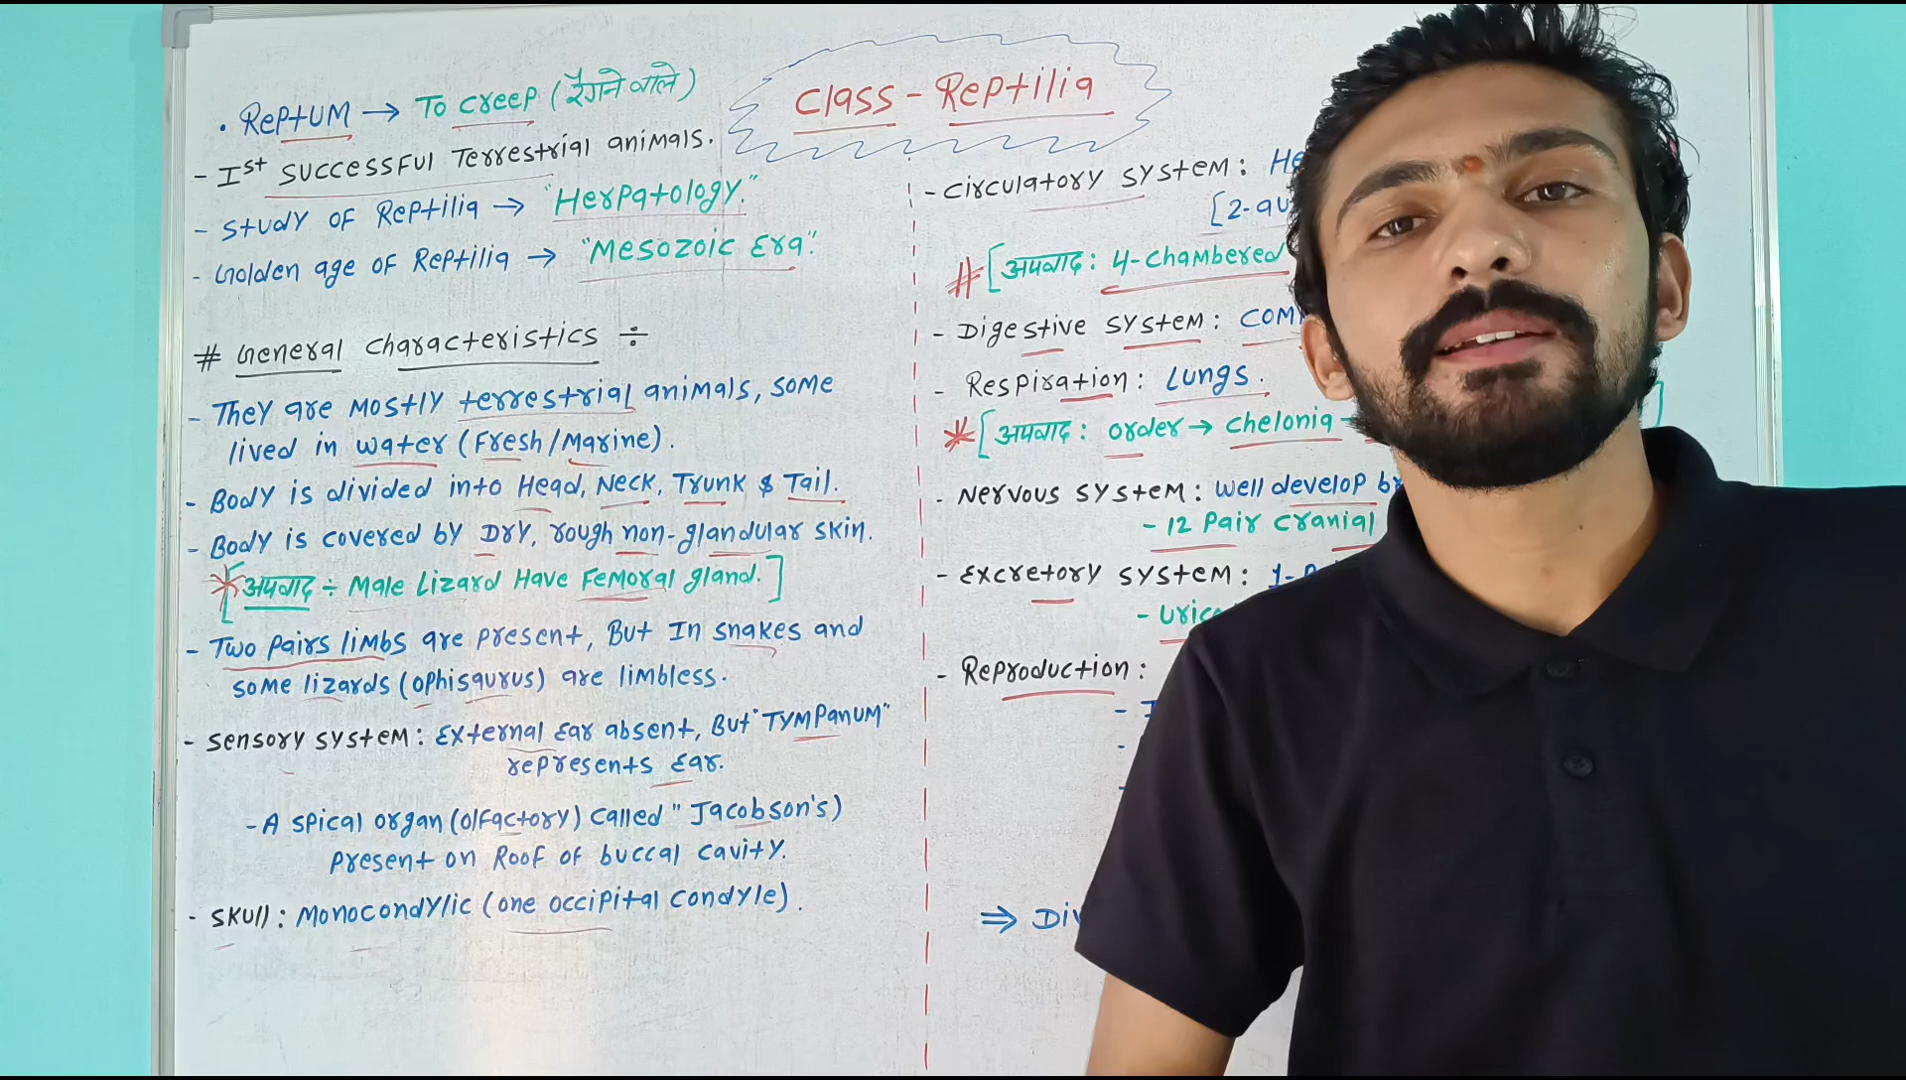 Class - Reptilia
• Reptum → To creep (रेंगने वाले)
- Ist successful Terrestrial animals.
- study of Reptilia → "Herpatology."
- Golden age of Reptilia → "Mesozoic Era".
# General characteristics ÷
- They are mostly terrestrial animals, some
lived in water (Fresh/Marine).
- Body is divided into Head, Neck, Trunk & Tail.
- Body is covered by Dry, rough non-glandular skin.
* [अपवाद ÷ Male Lizard Have Femoral gland.]
- Two pairs limbs are present, But In snakes and
some lizards (ophisaurus) are limbless.
- sensory system: External Ear absent, But "Tympanum"
represents Ear.
- A spical organ (olfactory) called "Jacobson's)
present on Roof of buccal cavity.
- skull: Monocondylic (one occipital condyle).
- circulatory system: He
[2-au
# [अपवाद: 4-chambered
- Digestive system: com
- Respiration: Lungs.
* [अपवाद: order → chelonia
- Nervous system: well develop
- 12 pair cranial
- Excretory system:
- Reproduction:
⇒ Div